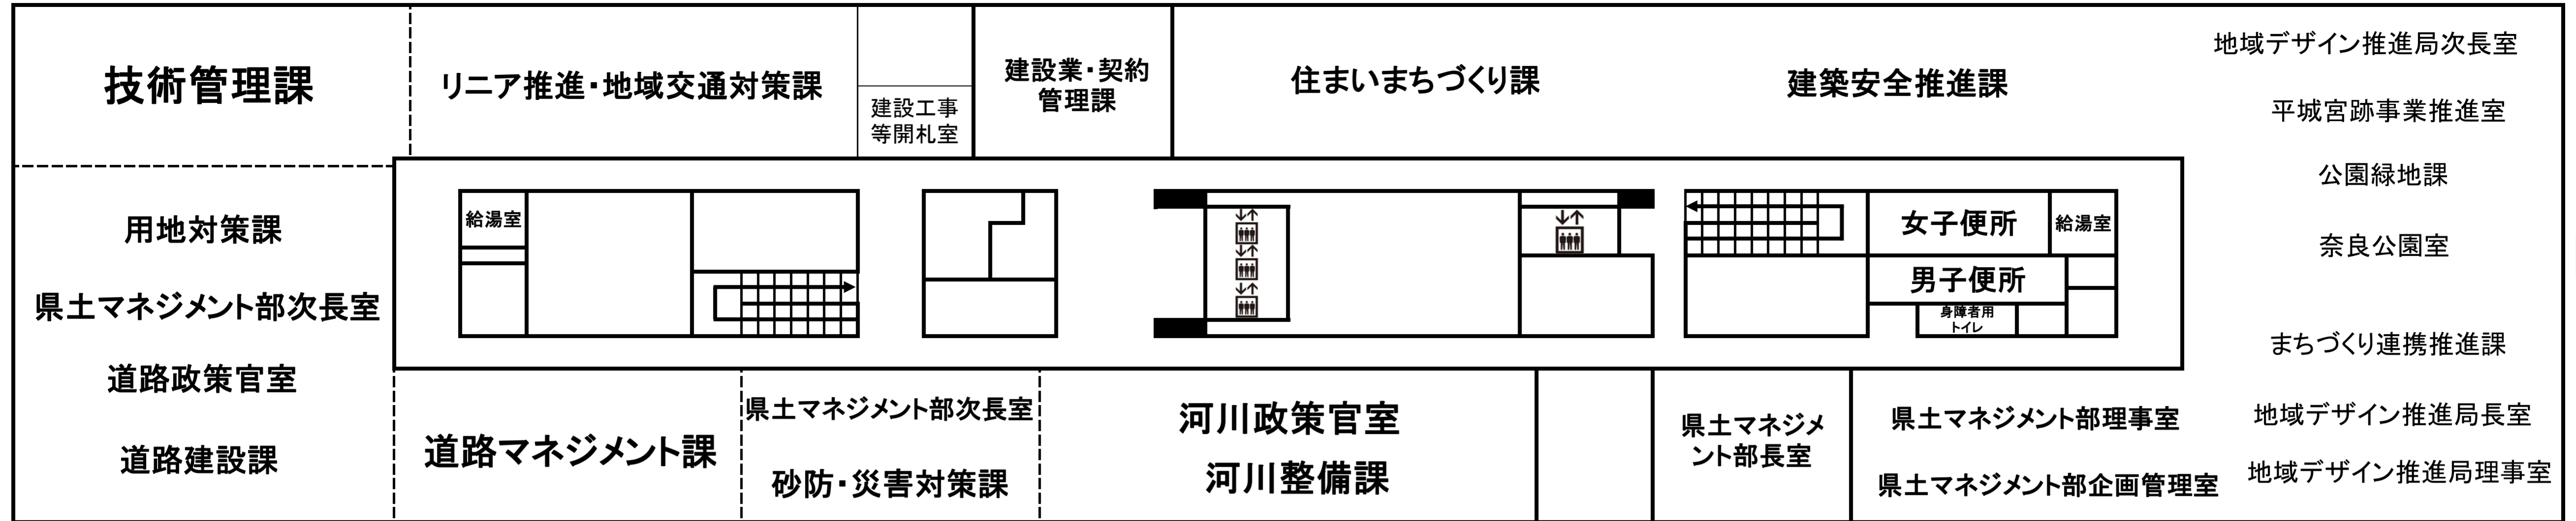 技術管理課
リニア推進・地域交通対策課
建設工事
等開札室
建設業・契約
管理課
住まいまちづくり課
建築安全推進課
地域デザイン推進局次長室
平城宮跡事業推進室
公園緑地課
奈良公園室
まちづくり連携推進課
地域デザイン推進局長室
地域デザイン推進局理事室
用地対策課
県土マネジメント部次長室
道路政策官室
道路建設課
給湯室
女子便所
給湯室
男子便所
身障者用
トイレ
道路マネジメント課
県土マネジメント部次長室
砂防・災害対策課
河川政策官室
河川整備課
県土マネジメ
ント部長室
県土マネジメント部理事室
県土マネジメント部企画管理室